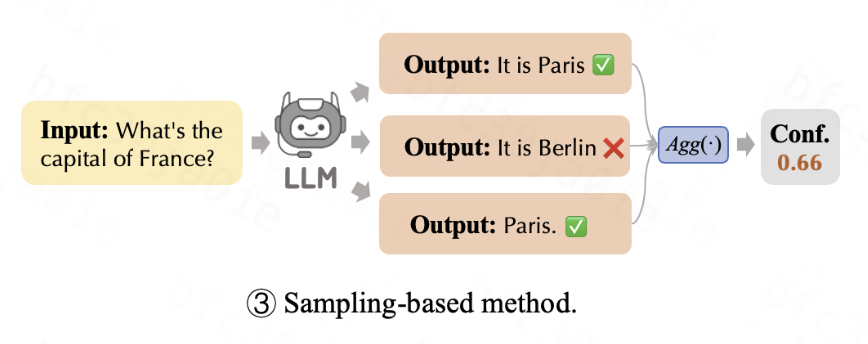 Output: It is Paris ✅
Input: What's the
capital of France?
LLM
Output: It is Berlin ❌
Agg(·)
Conf.
0.66
Output: Paris. ✅
③ Sampling-based method.